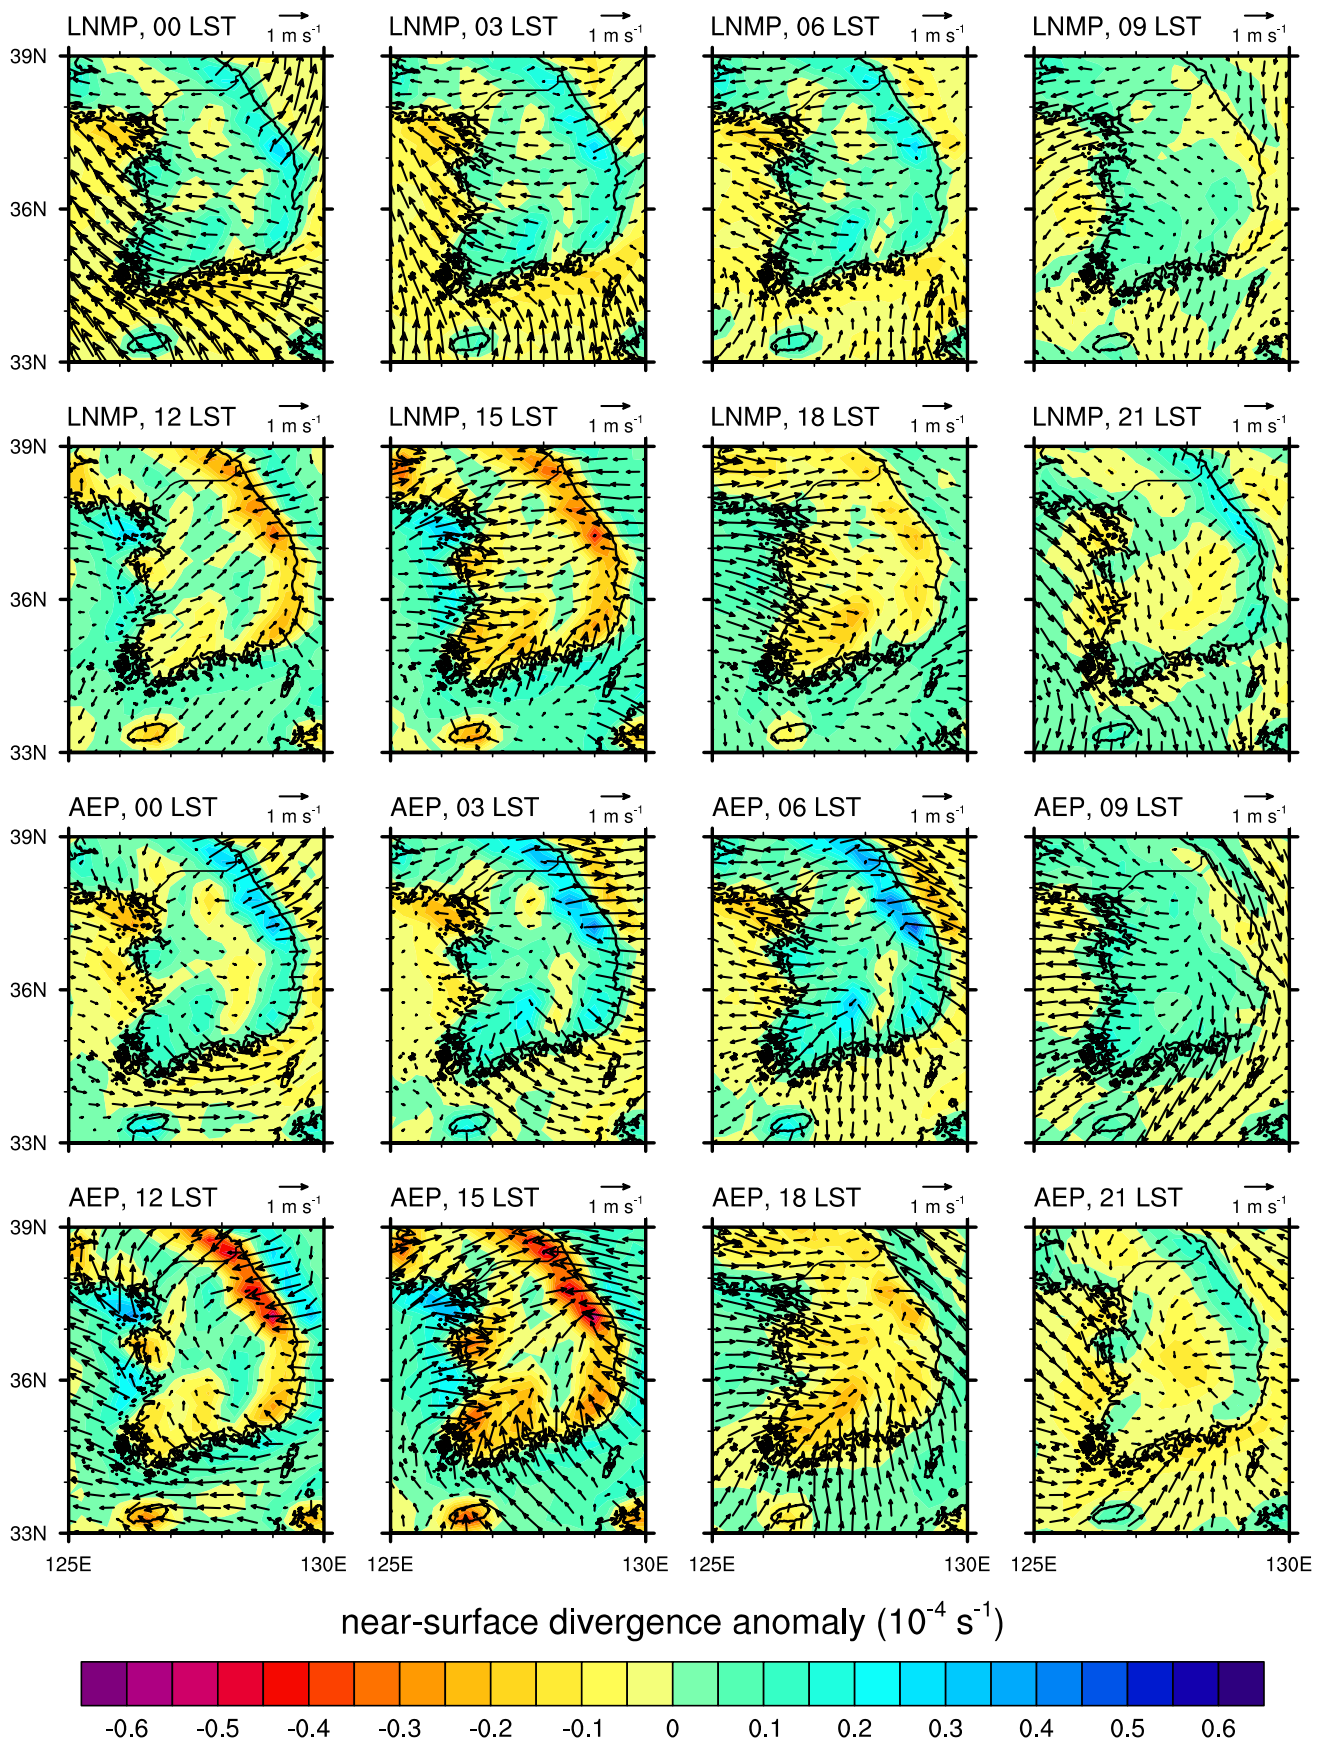 LNMP, 00 LST 1 m s-1 LNMP, 03 LST 1 m s-1 LNMP, 06 LST 1 m s-1 LNMP, 09 LST 1 m s-1
39N
36N
33N
LNMP, 12 LST 1 m s-1 LNMP, 15 LST 1 m s-1 LNMP, 18 LST 1 m s-1 LNMP, 21 LST 1 m s-1
39N
36N
33N
AEP, 00 LST 1 m s-1 AEP, 03 LST 1 m s-1 AEP, 06 LST 1 m s-1 AEP, 09 LST 1 m s-1
39N
36N
33N
AEP, 12 LST 1 m s-1 AEP, 15 LST 1 m s-1 AEP, 18 LST 1 m s-1 AEP, 21 LST 1 m s-1
39N
36N
33N
125E 130E 125E 130E 125E 130E 125E 130E
near-surface divergence anomaly (10-4 s-1)
-0.6 -0.5 -0.4 -0.3 -0.2 -0.1 0 0.1 0.2 0.3 0.4 0.5 0.6